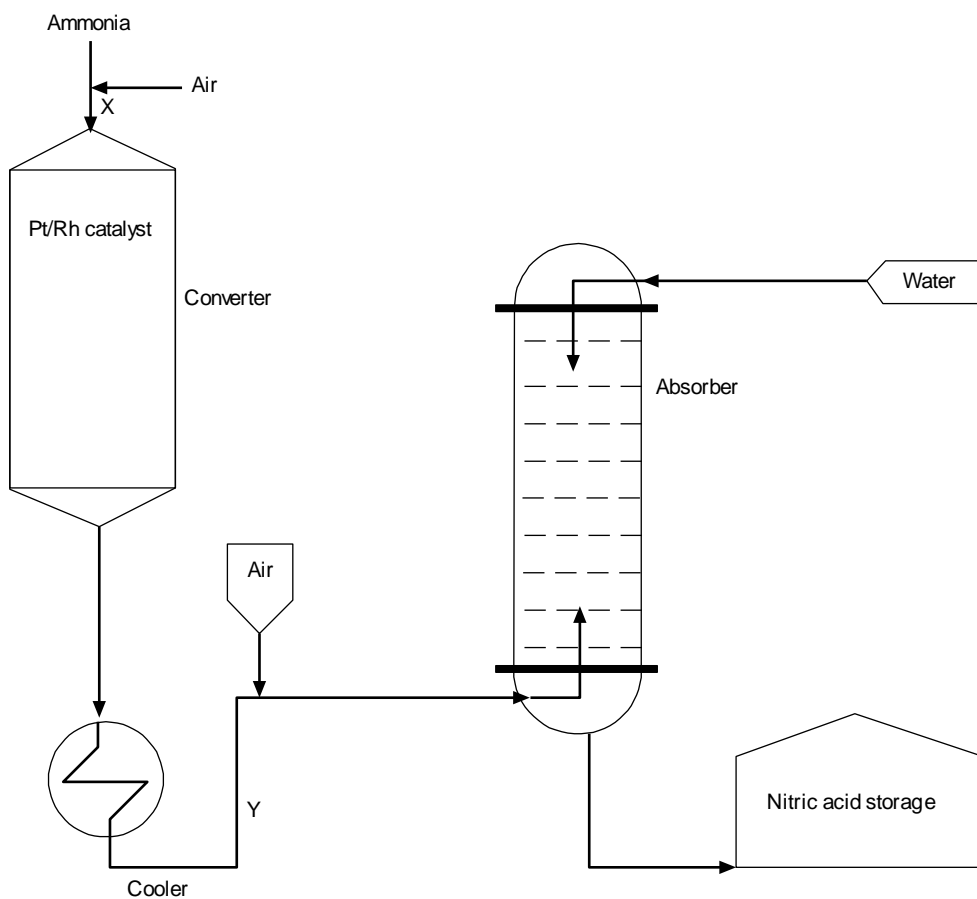 Ammonia
Air
X
Pt/Rh catalyst
Converter
Water
Absorber
Air
Y
Nitric acid storage
Cooler